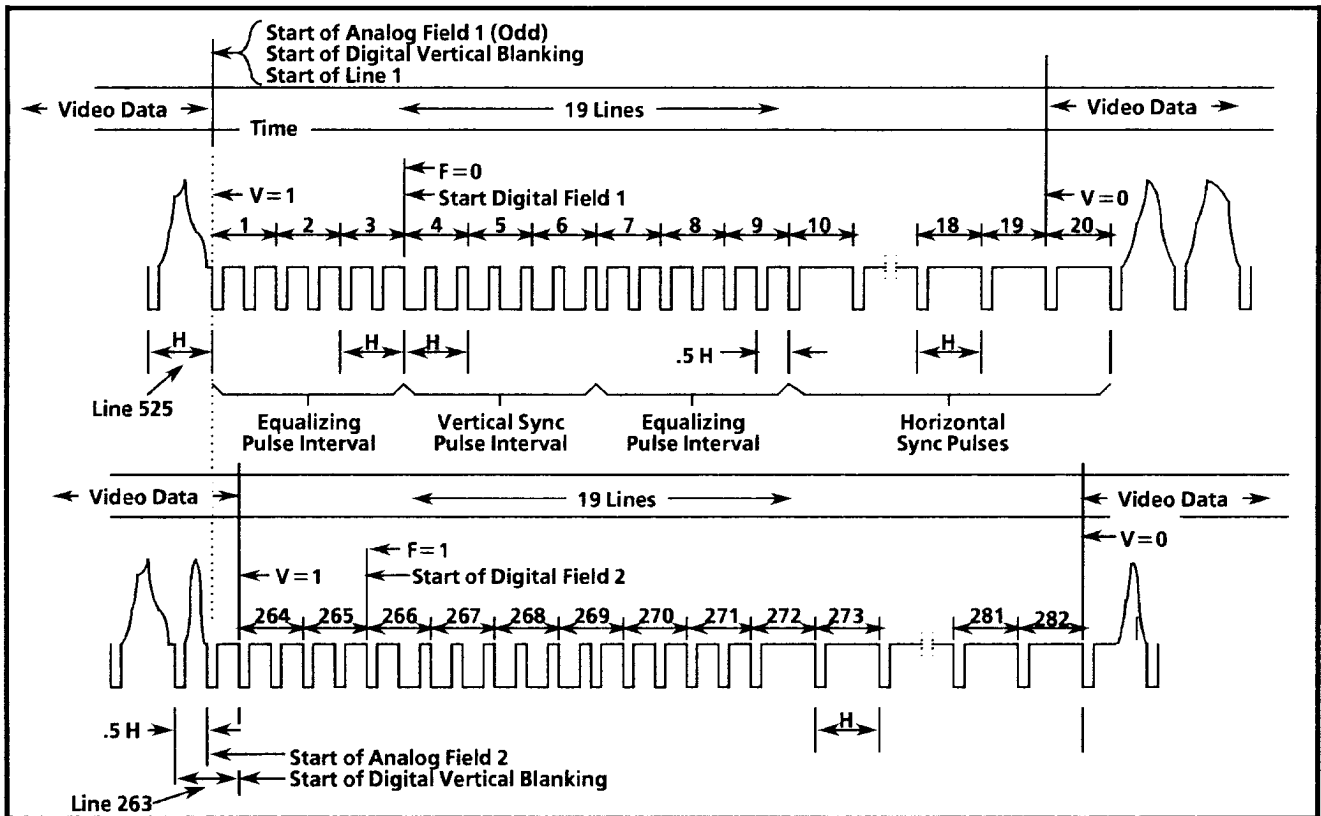 Start of Analog Field 1 (Odd)
Start of Digital Vertical Blanking
Start of Line 1
Video Data
19 Lines
Video Data
Time
F=0
V=1
Start Digital Field 1
V=0
1 2 3 4 5 6 7 8 9 10 18 19 20
H H H .5 H H
Line 525
Equalizing
Pulse Interval
Vertical Sync
Pulse Interval
Equalizing
Pulse Interval
Horizontal
Sync Pulses
Video Data
19 Lines
Video Data
V=0
F=1
V=1
Start of Digital Field 2
264 265 266 267 268 269 270 271 272 273 281 282
.5 H
H
Start of Analog Field 2
Start of Digital Vertical Blanking
Line 263